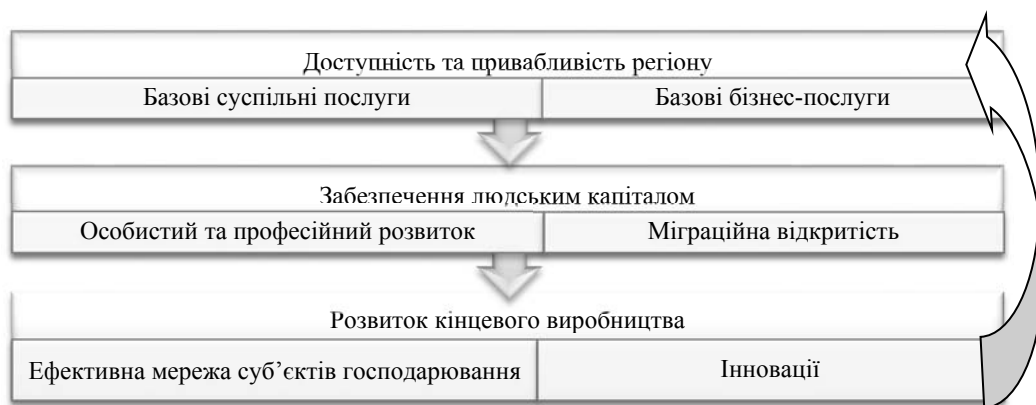 Доступність та привабливість регіону
Базові суспільні послуги
Базові бізнес-послуги
Забезпечення людським капіталом
Особистий та професійний розвиток
Міграційна відкритість
Розвиток кінцевого виробництва
Ефективна мережа суб’єктів господарювання
Інновації